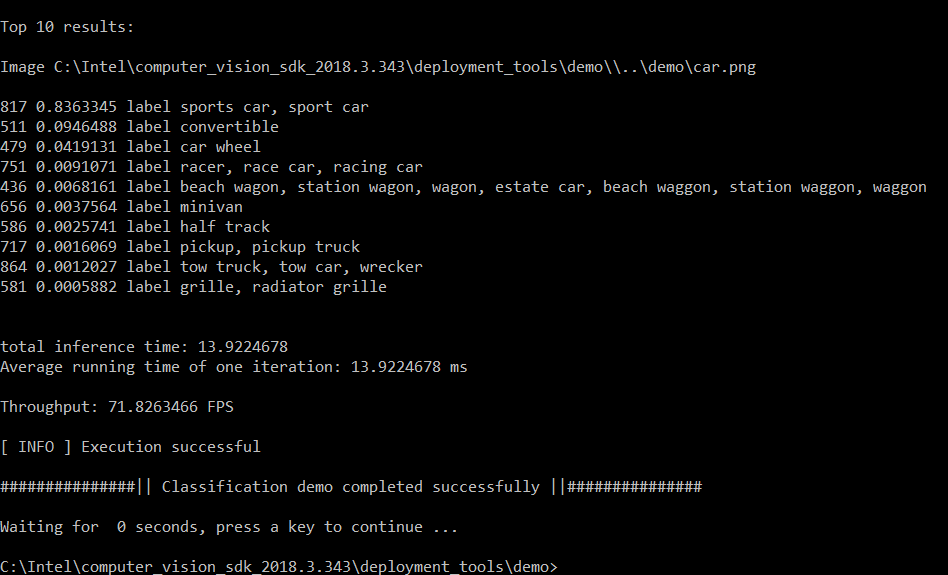 Top 10 results:
Image C:\Intel\computer_vision_sdk_2018.3.343\deployment_tools\demo\\..\demo\car.png
817 0.8363345 label sports car, sport car
511 0.0946488 label convertible
479 0.0419131 label car wheel
751 0.0091071 label racer, race car, racing car
436 0.0068161 label beach wagon, station wagon, wagon, estate car, beach waggon, station waggon, waggon
656 0.0037564 label minivan
586 0.0025741 label half track
717 0.0016069 label pickup, pickup truck
864 0.0012027 label tow truck, tow car, wrecker
581 0.0005882 label grille, radiator grille
total inference time: 13.9224678
Average running time of one iteration: 13.9224678 ms
Throughput: 71.8263466 FPS
[ INFO ] Execution successful
###############|| Classification demo completed successfully ||###############
Waiting for  0 seconds, press a key to continue ...
C:\Intel\computer_vision_sdk_2018.3.343\deployment_tools\demo>